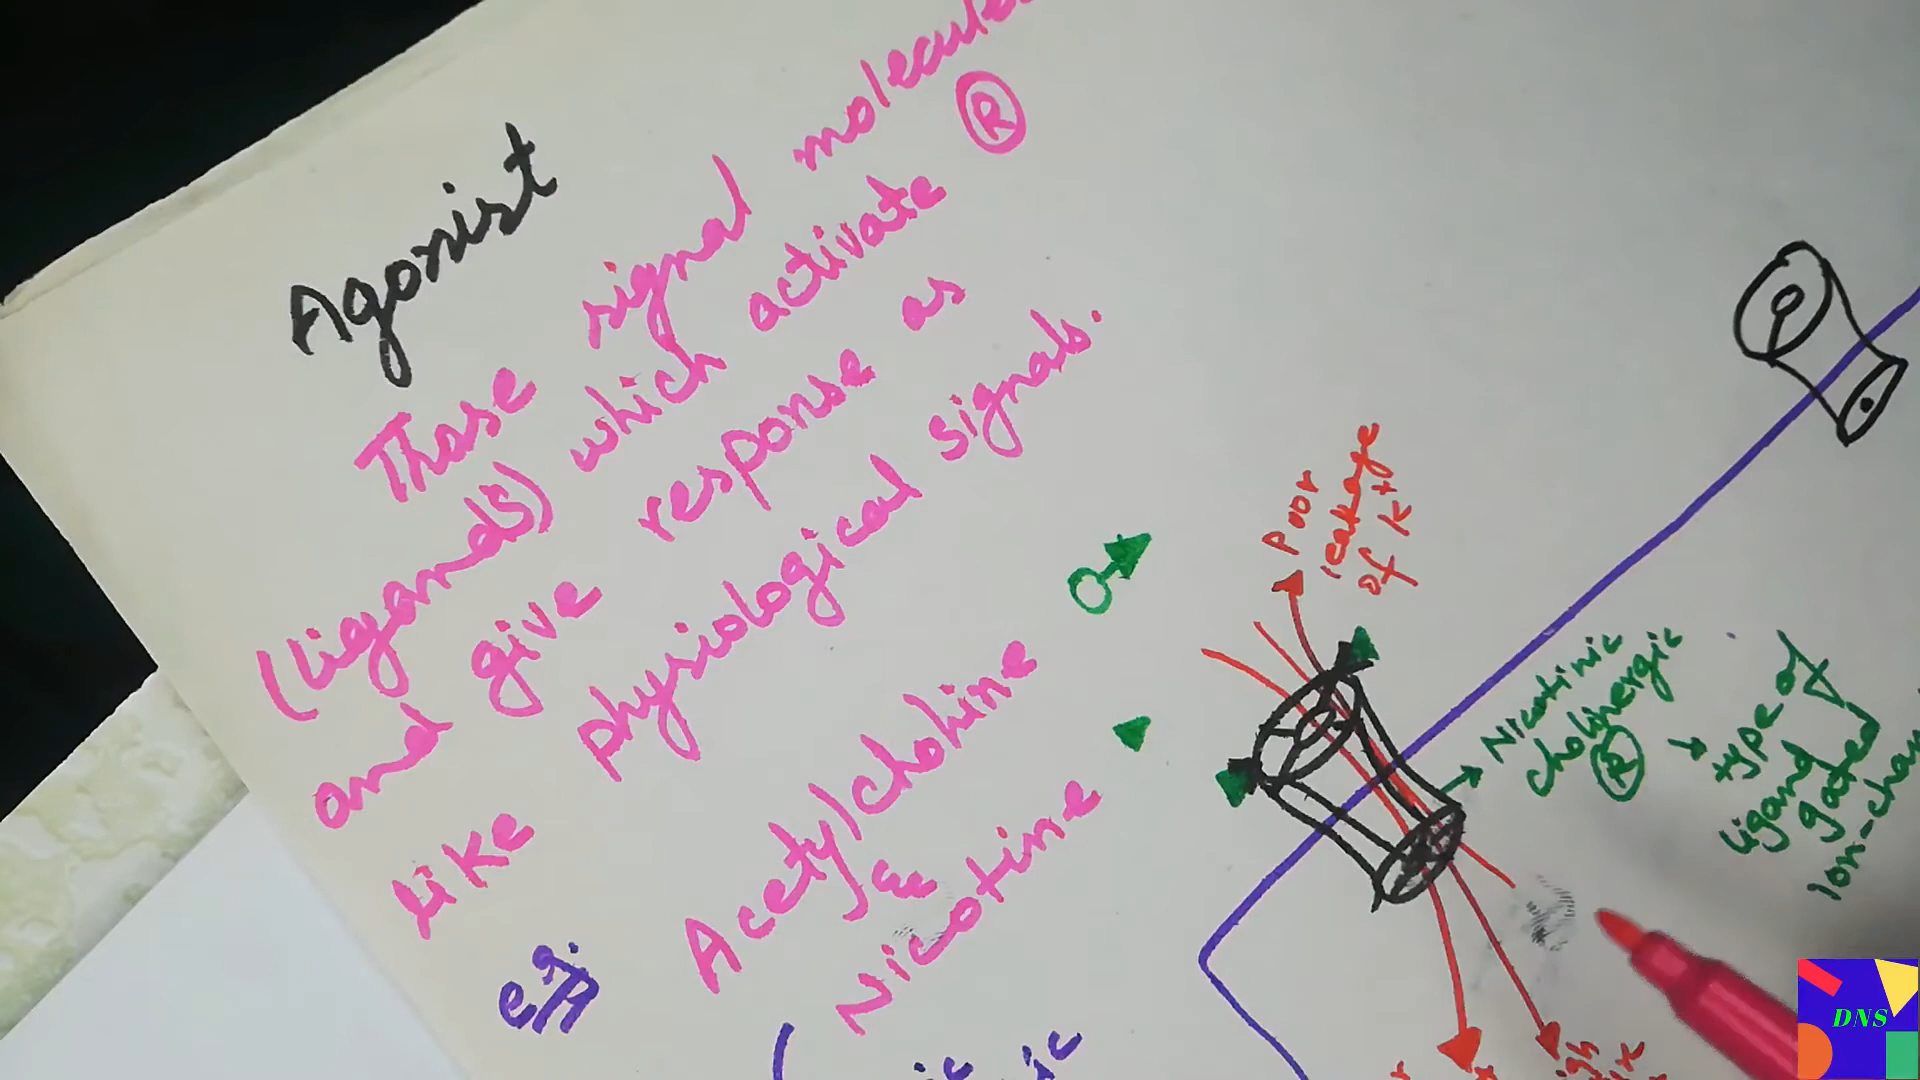 Agonist
Those signal molecules
(Ligands) which activate Ⓡ
and give response as
like physiological signals.
eg. Acetylcholine
&
Nicotine
Poor
leakage
of K+
Nicotinic
cholinergic
Ⓡ
→ type of
ligand
gated
Ion-chan
DNS